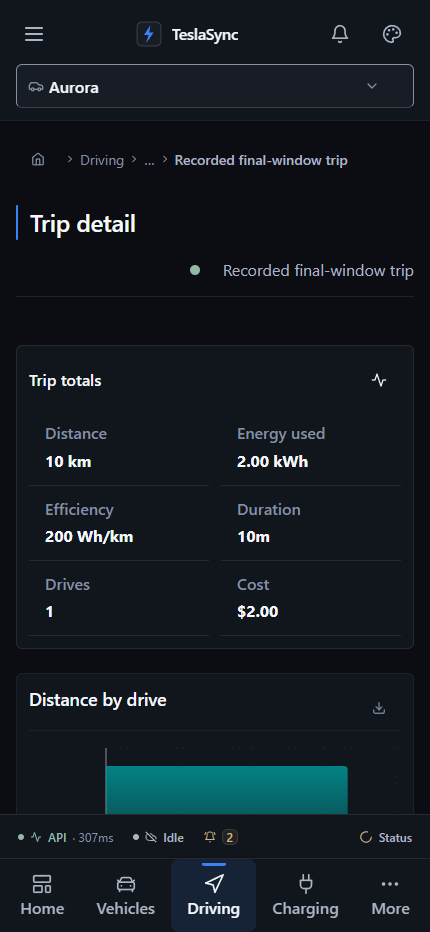 TeslaSync
Aurora
Driving ... Recorded final-window trip
Trip detail
Recorded final-window trip
Trip totals
Distance Energy used
10 km 2.00 kWh
Efficiency Duration
200 Wh/km 10m
Drives Cost
1 $2.00
Distance by drive
API · 307ms Idle 2 Status
Home Vehicles Driving Charging More